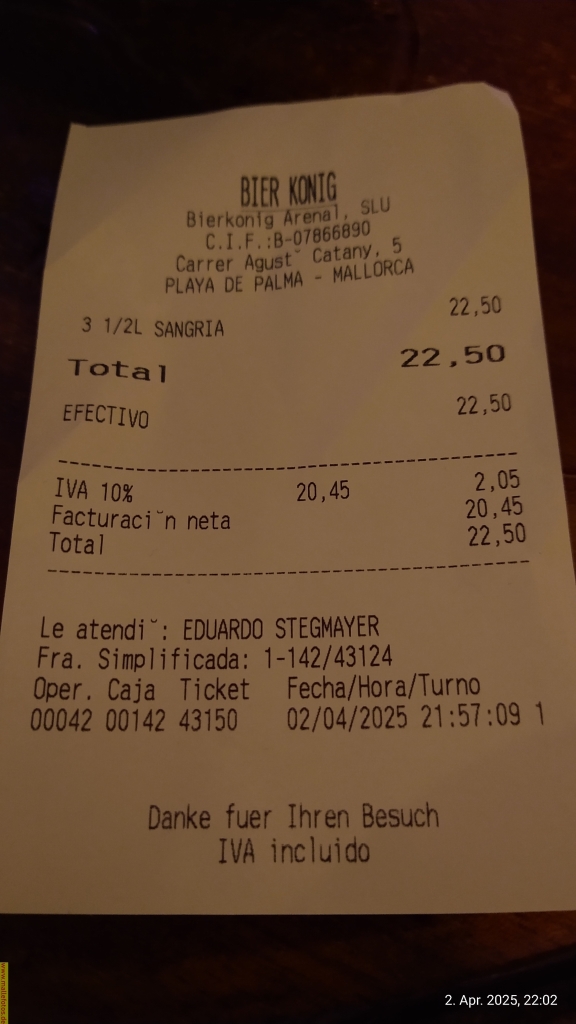 BIER KONIG
Bierkonig Arenal, SLU
C.I.F.:B-07866890
Carrer Agust˘ Catany, 5
PLAYA DE PALMA - MALLORCA
3 1/2L SANGRIA 22,50
Total 22,50
EFECTIVO 22,50
IVA 10% 20,45 2,05
Facturaci˘n neta 20,45
Total 22,50
Le atendi˘: EDUARDO STEGMAYER
Fra. Simplificada: 1-142/43124
Oper. Caja Ticket Fecha/Hora/Turno
00042 00142 43150 02/04/2025 21:57:09 1
Danke fuer Ihren Besuch
IVA incluido
2. Apr. 2025, 22:02